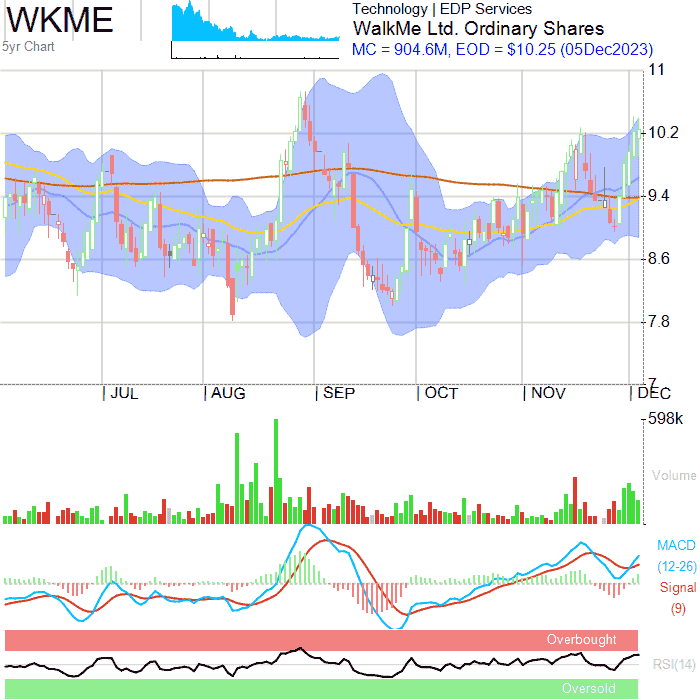 WKME
5yr Chart
Technology | EDP Services
WalkMe Ltd. Ordinary Shares
MC = 904.6M, EOD = $10.25 (05Dec2023)
11
10.2
9.4
8.6
7.8
7
JUL
AUG
SEP
OCT
NOV
DEC
598k
Volume
MACD
(12-26)
Signal
(9)
Overbought
RSI(14)
Oversold